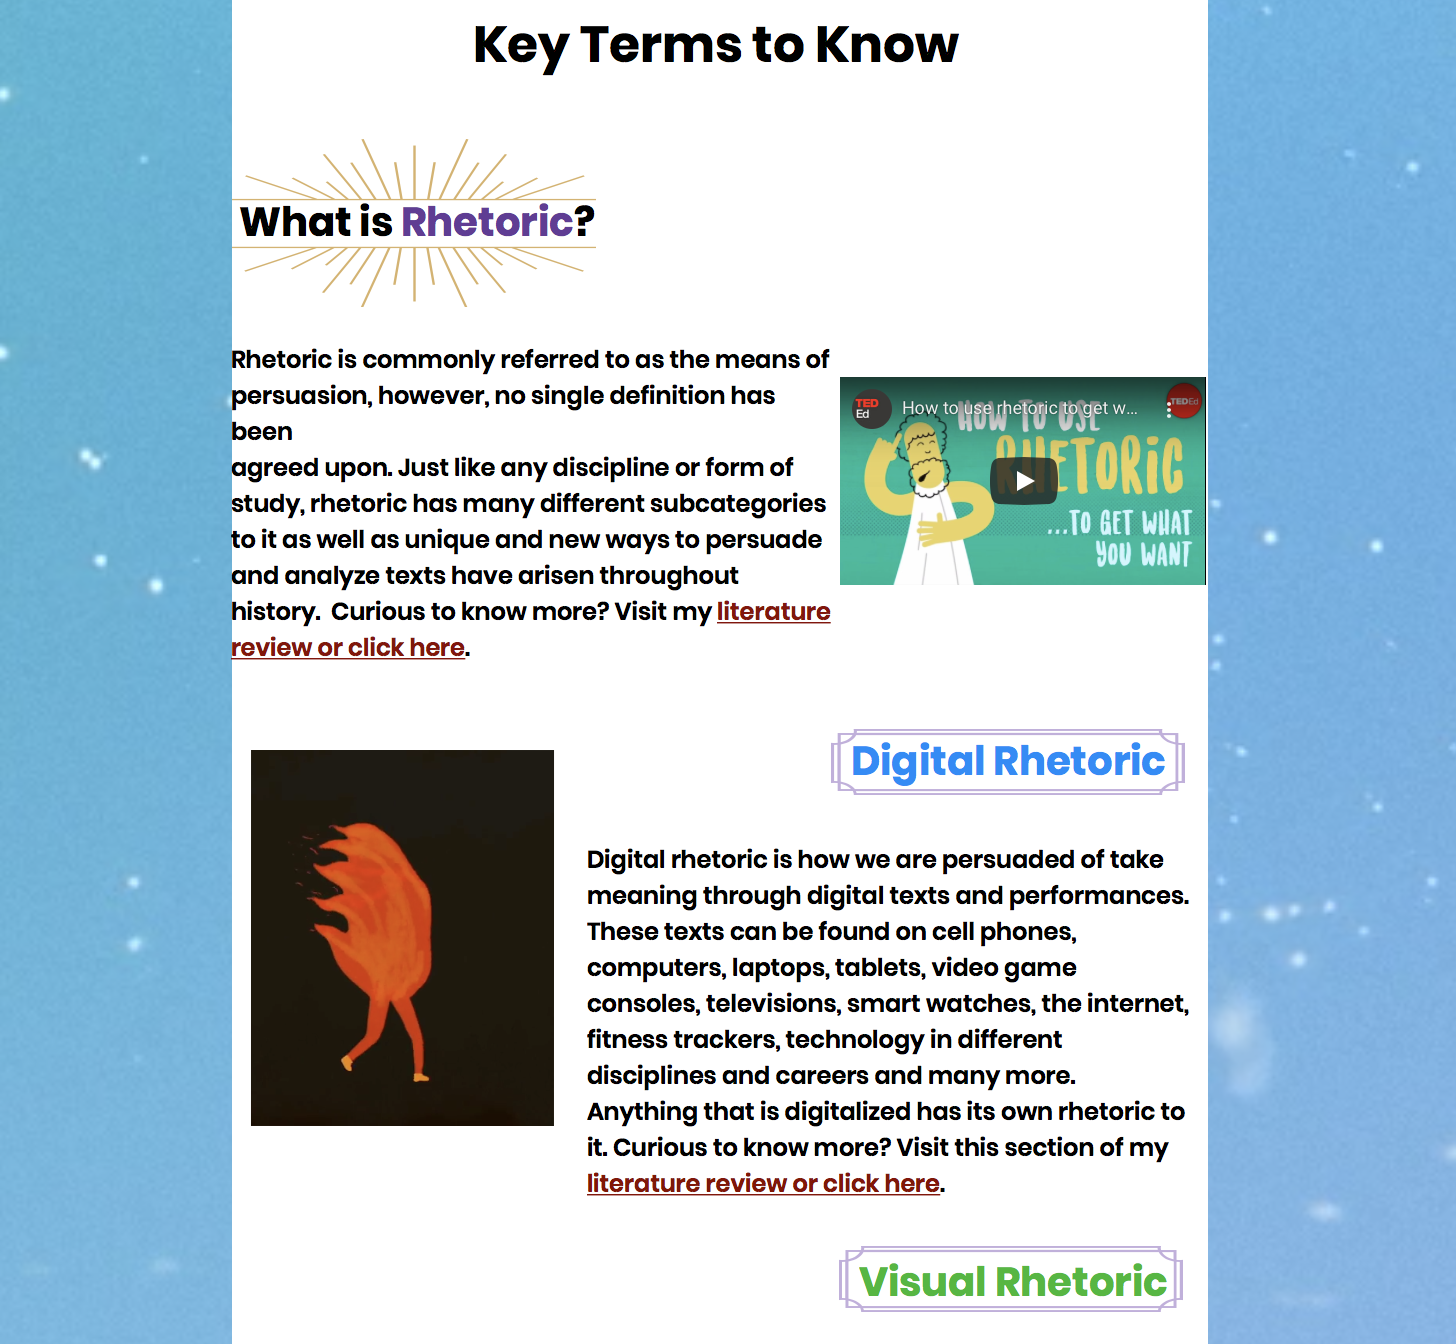 Key Terms to Know
What is Rhetoric?
Rhetoric is commonly referred to as the means of
persuasion, however, no single definition has
been
agreed upon. Just like any discipline or form of
study, rhetoric has many different subcategories
to it as well as unique and new ways to persuade
and analyze texts have arisen throughout
history.  Curious to know more? Visit my literature
review or click here.
TED
Ed
How to use rhetoric to get w...
TEDEd
HOW TO USE
RHETORIC
...TO GET WHAT
YOU WANT
Digital Rhetoric
Digital rhetoric is how we are persuaded of take
meaning through digital texts and performances.
These texts can be found on cell phones,
computers, laptops, tablets, video game
consoles, televisions, smart watches, the internet,
fitness trackers, technology in different
disciplines and careers and many more.
Anything that is digitalized has its own rhetoric to
it. Curious to know more? Visit this section of my
literature review or click here.
Visual Rhetoric